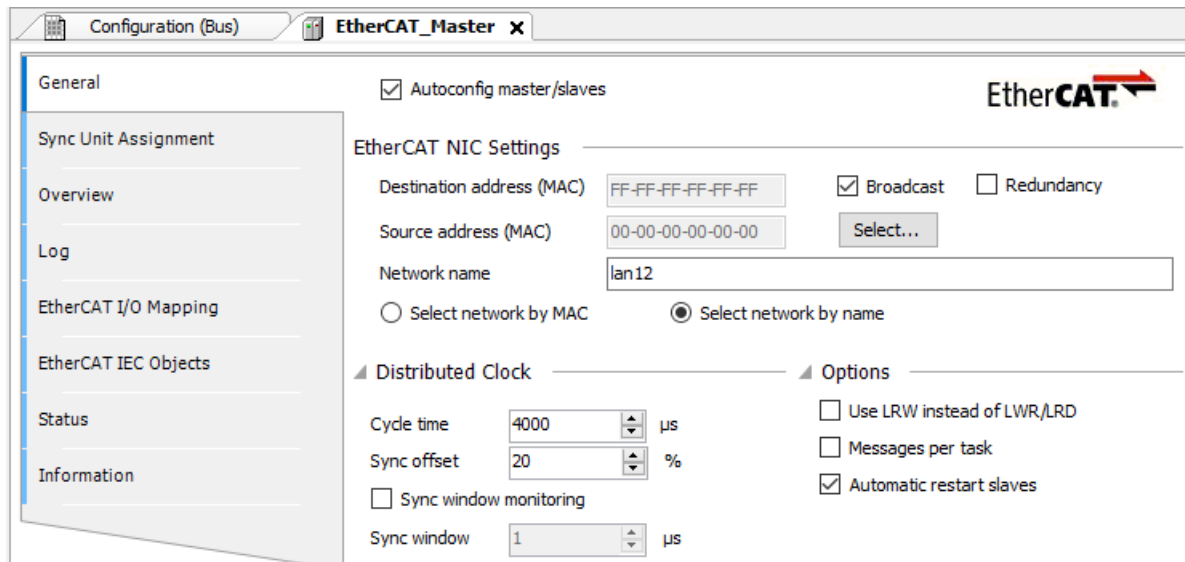 Configuration (Bus) EtherCAT_Master
General
Sync Unit Assignment
Overview
Log
EtherCAT I/O Mapping
EtherCAT IEC Objects
Status
Information
Autoconfig master/slaves
EtherCAT®
EtherCAT NIC Settings
Destination address (MAC) FF-FF-FF-FF-FF-FF Broadcast Redundancy
Source address (MAC) 00-00-00-00-00-00 Select...
Network name lan12
Select network by MAC Select network by name
Distributed Clock
Cycle time 4000 µs
Sync offset 20 %
Sync window monitoring
Sync window 1 µs
Options
Use LRW instead of LWR/LRD
Messages per task
Automatic restart slaves